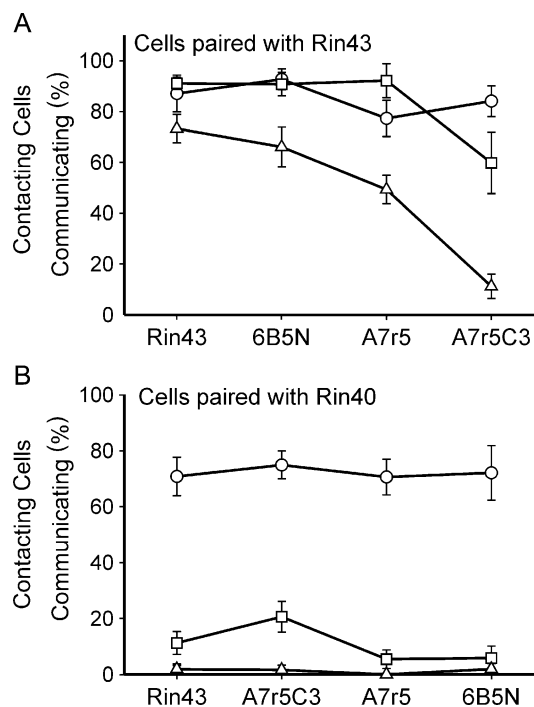 A
Cells paired with Rin43
Contacting Cells
Communicating (%)
100
80
60
40
20
0
Rin43 6B5N A7r5 A7r5C3
B
Cells paired with Rin40
Contacting Cells
Communicating (%)
100
80
60
40
20
0
Rin43 A7r5C3 A7r5 6B5N